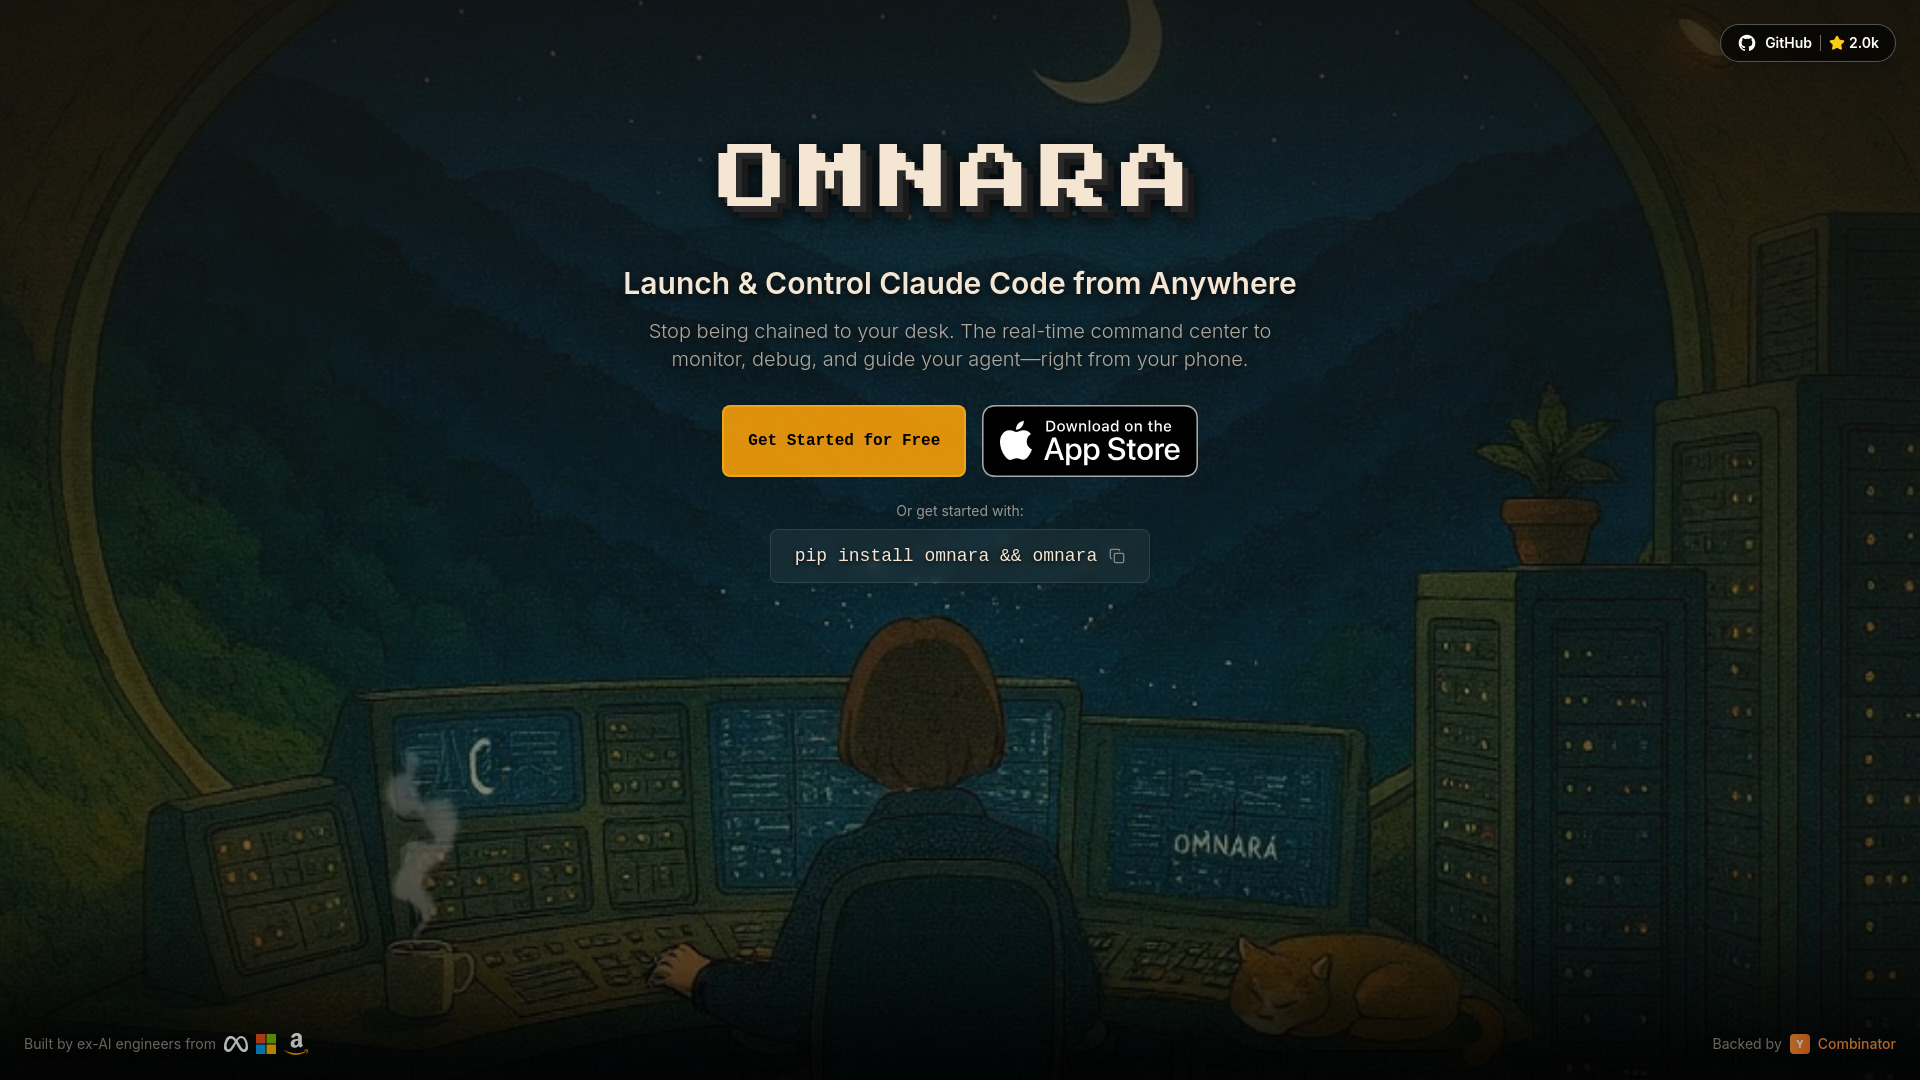 GitHub | 2.0k
OMNARA
Launch & Control Claude Code from Anywhere
Stop being chained to your desk. The real-time command center to
monitor, debug, and guide your agent—right from your phone.
Get Started for Free
Download on the
App Store
Or get started with:
pip install omnara && omnara
OMNARA
Built by ex-AI engineers from
Backed by Y Combinator